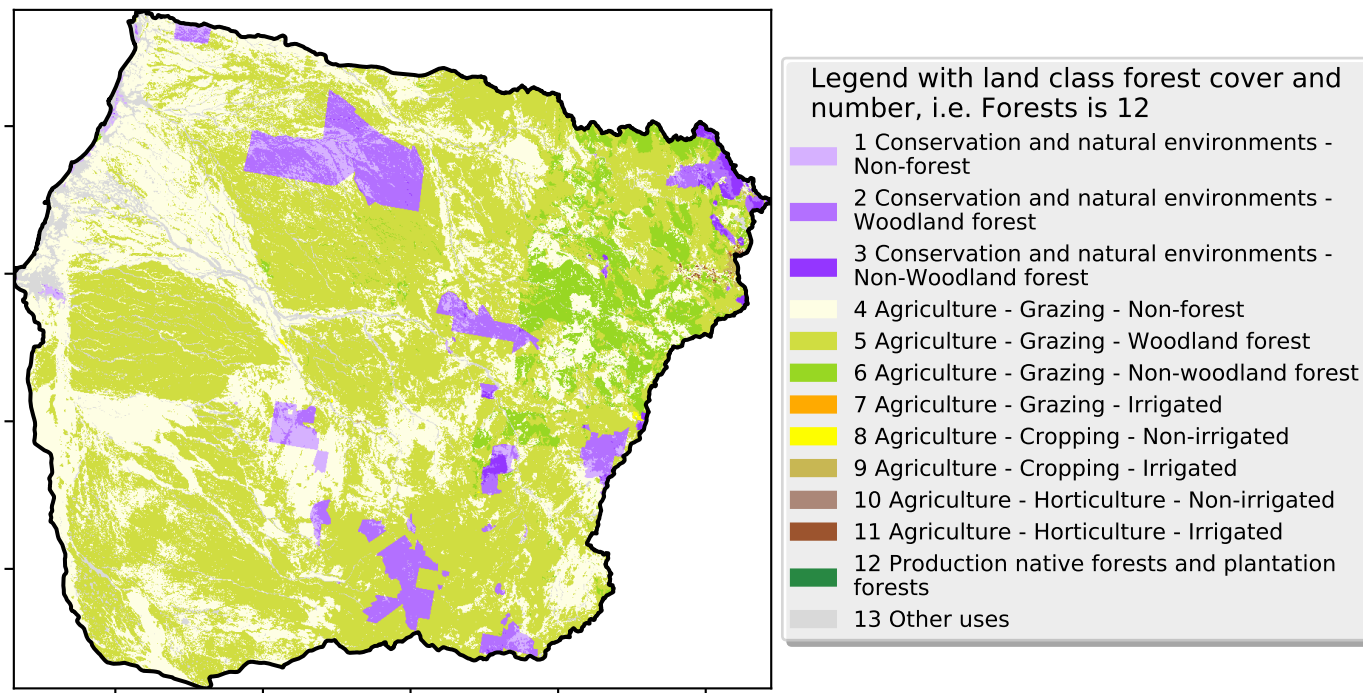 Legend with land class forest cover and
number, i.e. Forests is 12
1 Conservation and natural environments -
Non-forest
2 Conservation and natural environments -
Woodland forest
3 Conservation and natural environments -
Non-Woodland forest
4 Agriculture - Grazing - Non-forest
5 Agriculture - Grazing - Woodland forest
6 Agriculture - Grazing - Non-woodland forest
7 Agriculture - Grazing - Irrigated
8 Agriculture - Cropping - Non-irrigated
9 Agriculture - Cropping - Irrigated
10 Agriculture - Horticulture - Non-irrigated
11 Agriculture - Horticulture - Irrigated
12 Production native forests and plantation
forests
13 Other uses